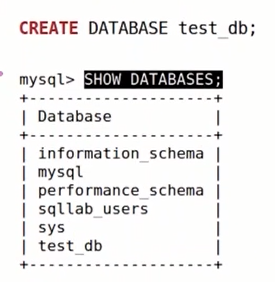 CREATE DATABASE test_db;
mysql> SHOW DATABASES;
+--------------------+
| Database           |
+--------------------+
| information_schema |
| mysql              |
| performance_schema |
| sqllab_users       |
| sys                |
| test_db            |
+--------------------+